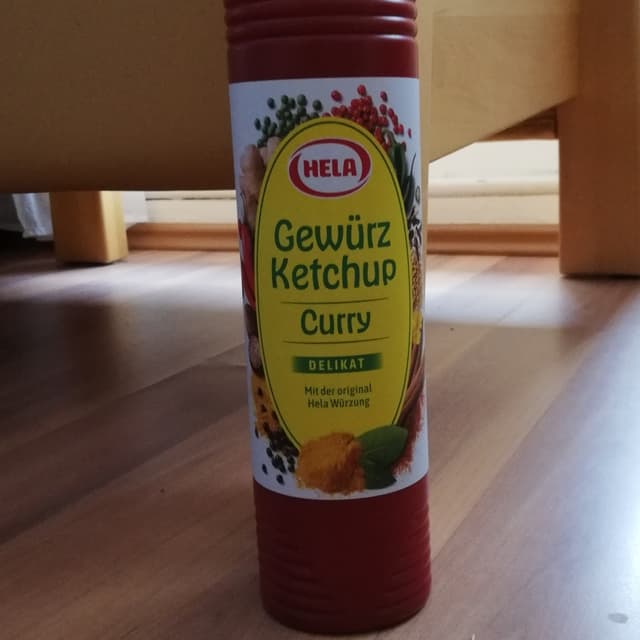 HELA
Gewürz
Ketchup
Curry
DELIKAT
Mit der original
Hela Würzung